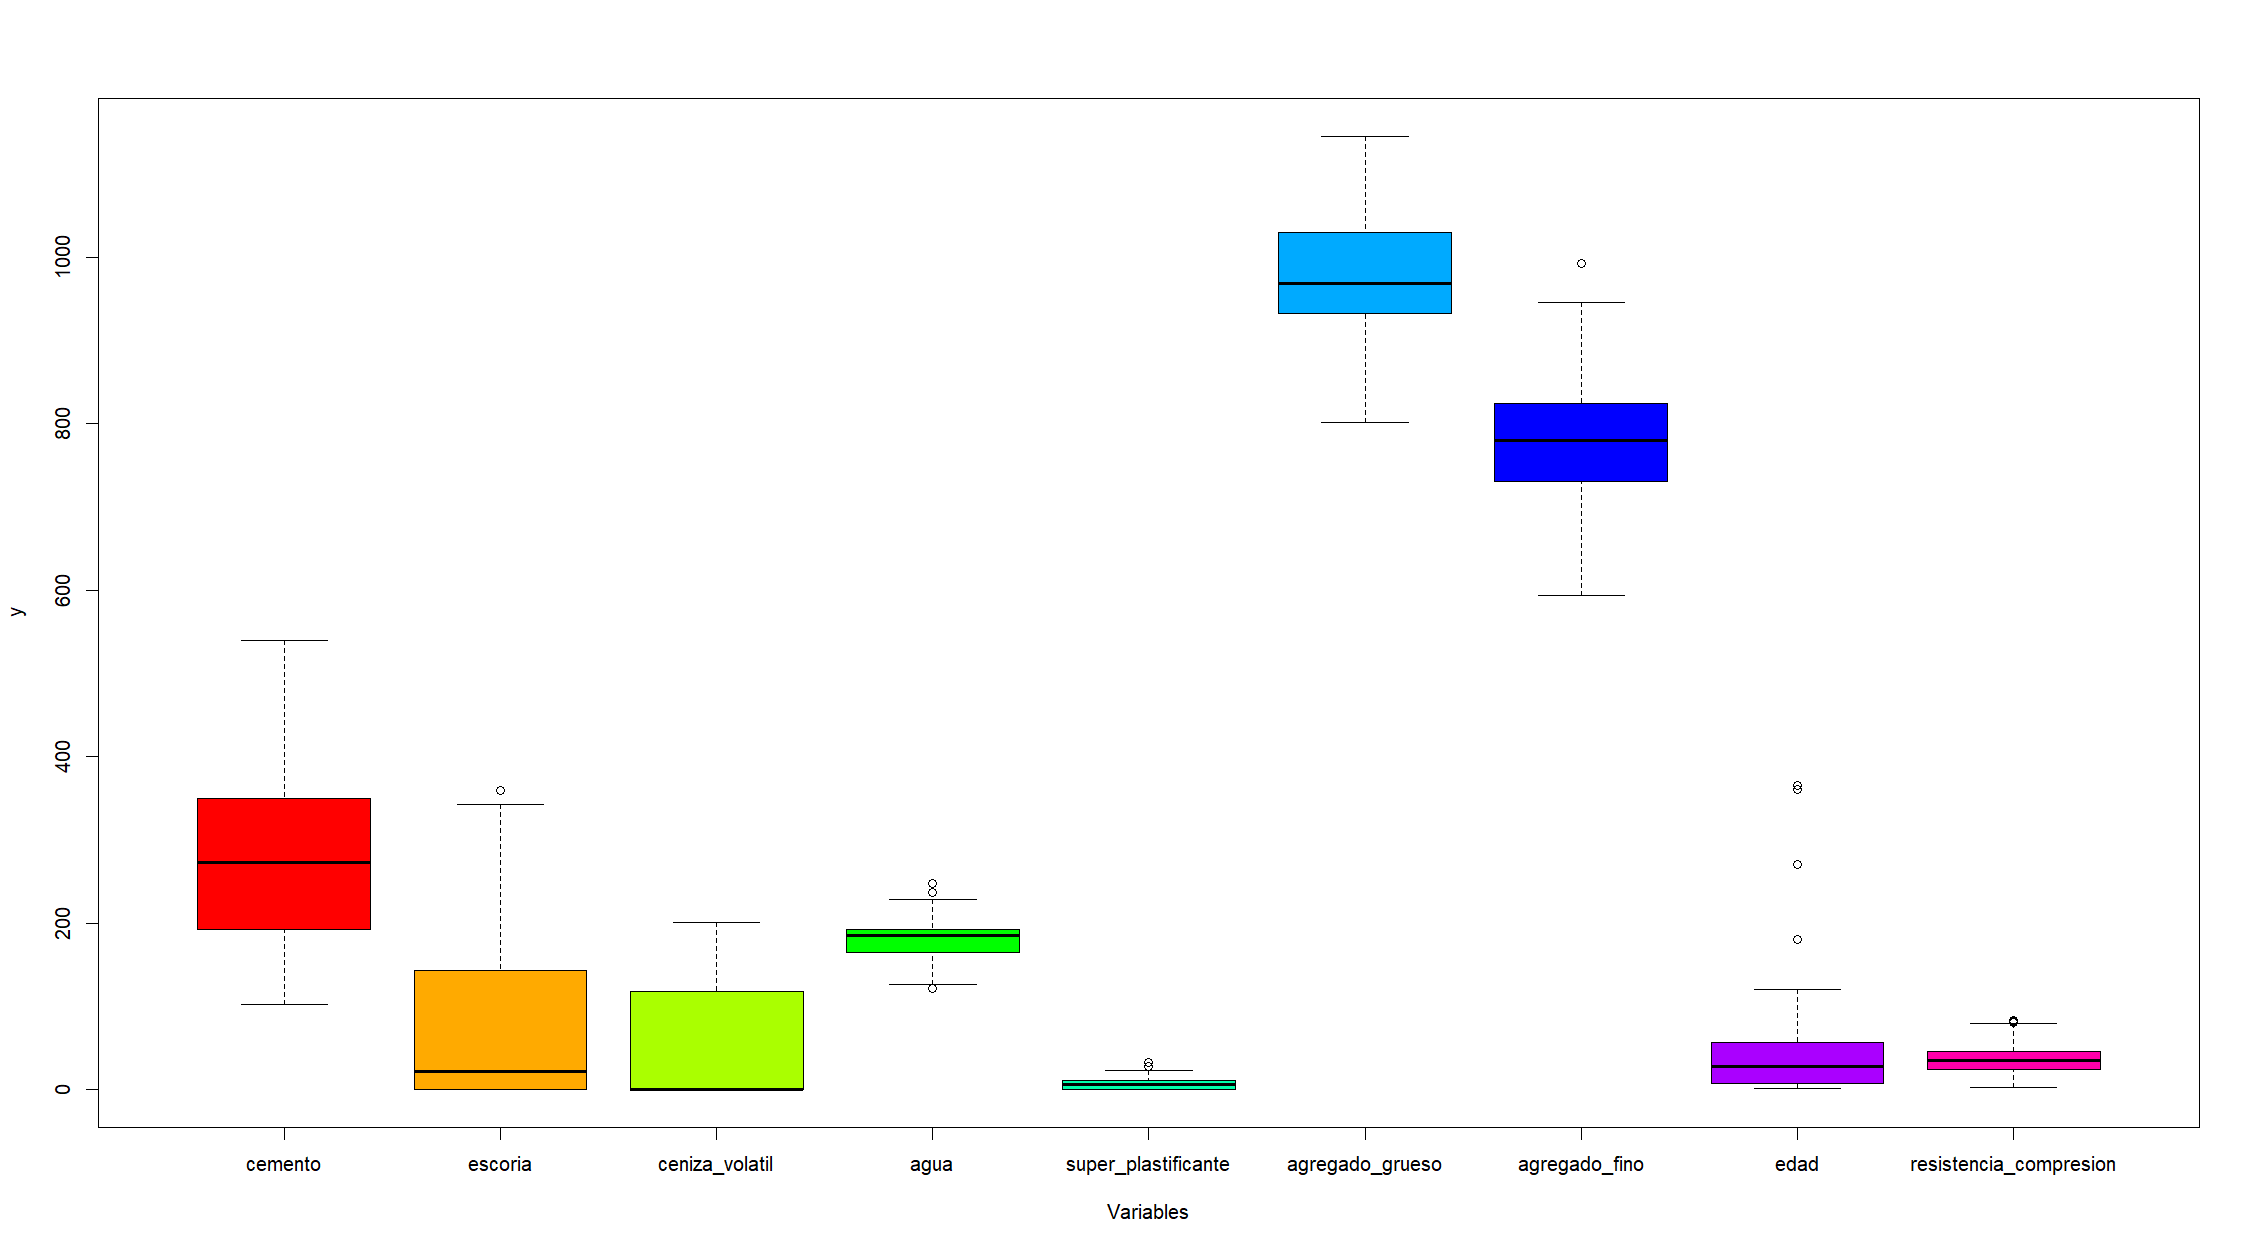 y
1000
800
600
400
200
0
cemento escoria ceniza_volatil agua super_plastificante agregado_grueso agregado_fino edad resistencia_compresion
Variables